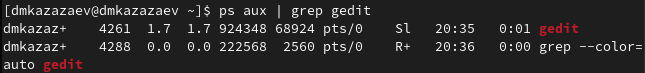 [dmkazazaev@dmkazazaev ~]$ ps aux | grep gedit
dmkazaz+    4261  1.7  1.7 924348 68924 pts/0    Sl   20:35   0:01 gedit
dmkazaz+    4288  0.0  0.0 222568  2560 pts/0    R+   20:36   0:00 grep --color=
auto gedit